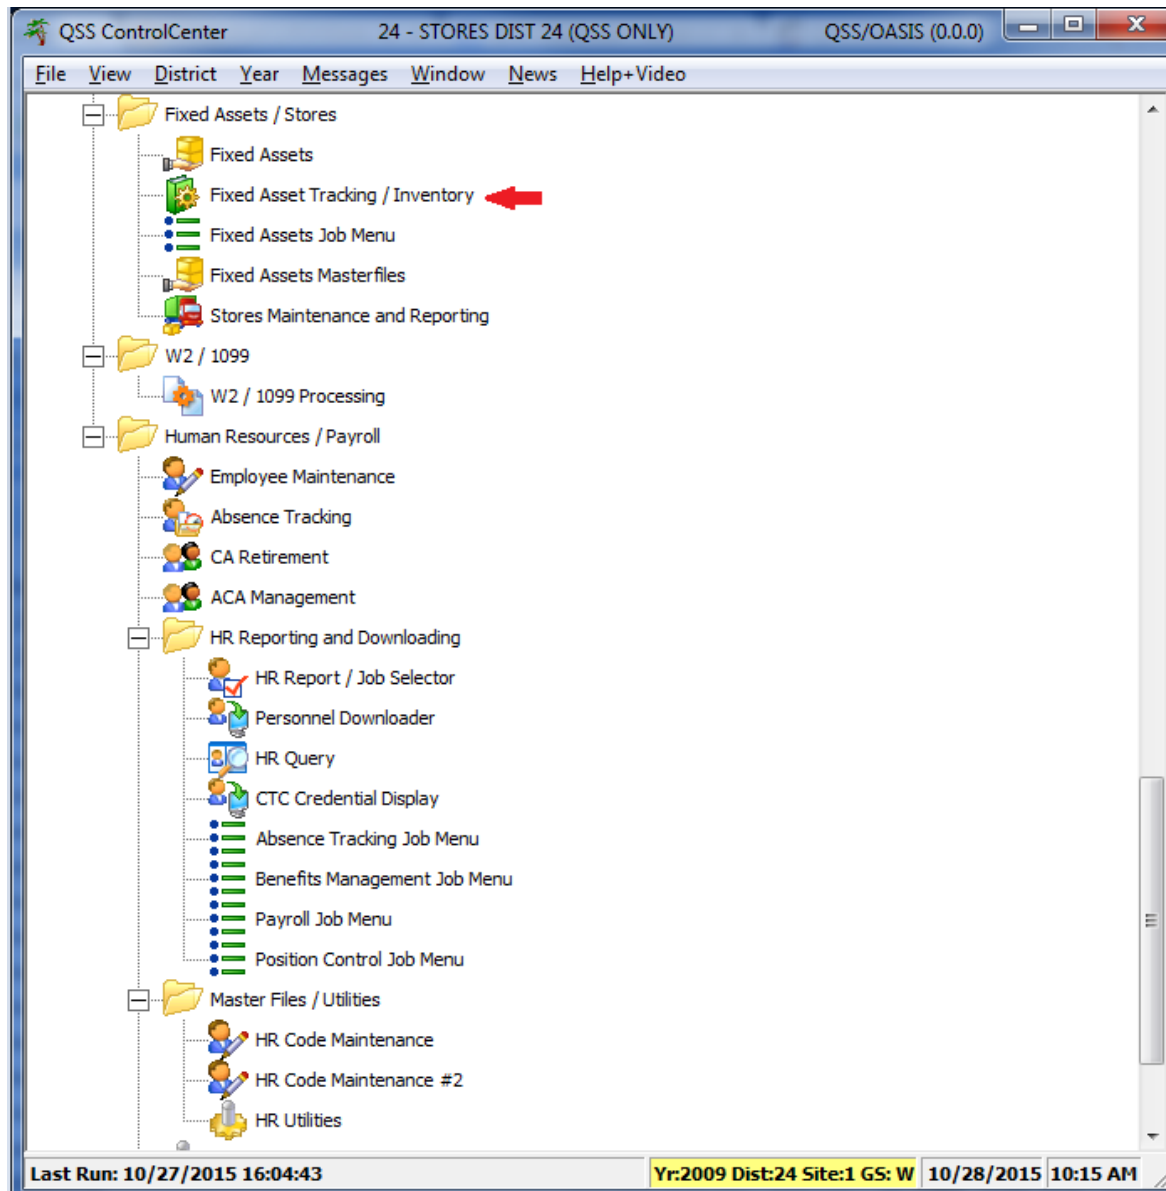 QSS ControlCenter 24 - STORES DIST 24 (QSS ONLY) QSS/OASIS (0.0.0)
File View District Year Messages Window News Help+Video
Fixed Assets / Stores
Fixed Assets
Fixed Asset Tracking / Inventory
Fixed Assets Job Menu
Fixed Assets Masterfiles
Stores Maintenance and Reporting
W2 / 1099
W2 / 1099 Processing
Human Resources / Payroll
Employee Maintenance
Absence Tracking
CA Retirement
ACA Management
HR Reporting and Downloading
HR Report / Job Selector
Personnel Downloader
HR Query
CTC Credential Display
Absence Tracking Job Menu
Benefits Management Job Menu
Payroll Job Menu
Position Control Job Menu
Master Files / Utilities
HR Code Maintenance
HR Code Maintenance #2
HR Utilities
Last Run: 10/27/2015 16:04:43 Yr:2009 Dist:24 Site:1 GS: W 10/28/2015 10:15 AM